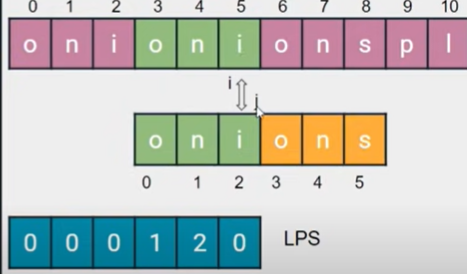 0 1 2 3 4 5 6 7 8 9 10
o n i o n i o n s p l
i j
o n i o n s
0 1 2 3 4 5
0 0 0 1 2 0 LPS